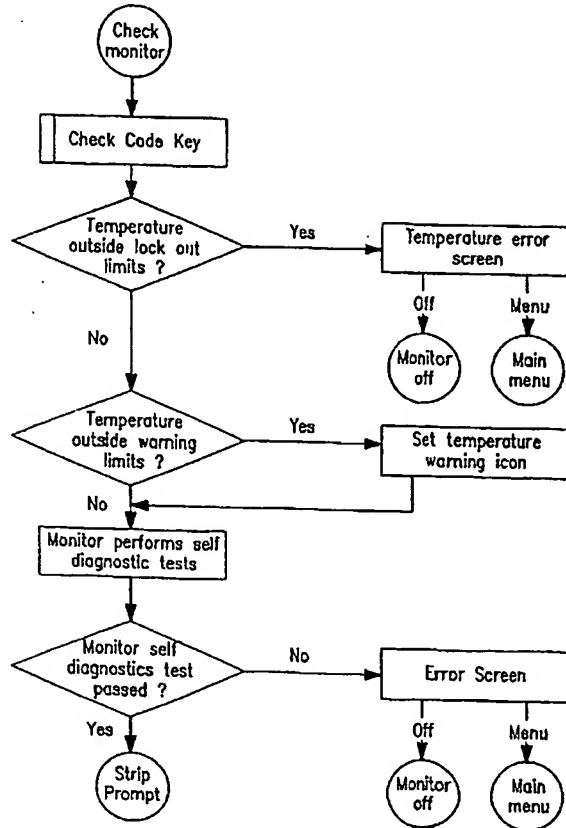 Check
monitor
Check Code Key
Temperature
outside lock out
limits ?
Yes
Temperature error
screen
No
Off
Menu
Monitor
off
Main
menu
Temperature
outside warning
limits ?
Yes
Set temperature
warning icon
No
Monitor performs self
diagnostic tests
Monitor self
diagnostics test
passed ?
No
Error Screen
Yes
Off
Menu
Strip
Prompt
Monitor
off
Main
menu